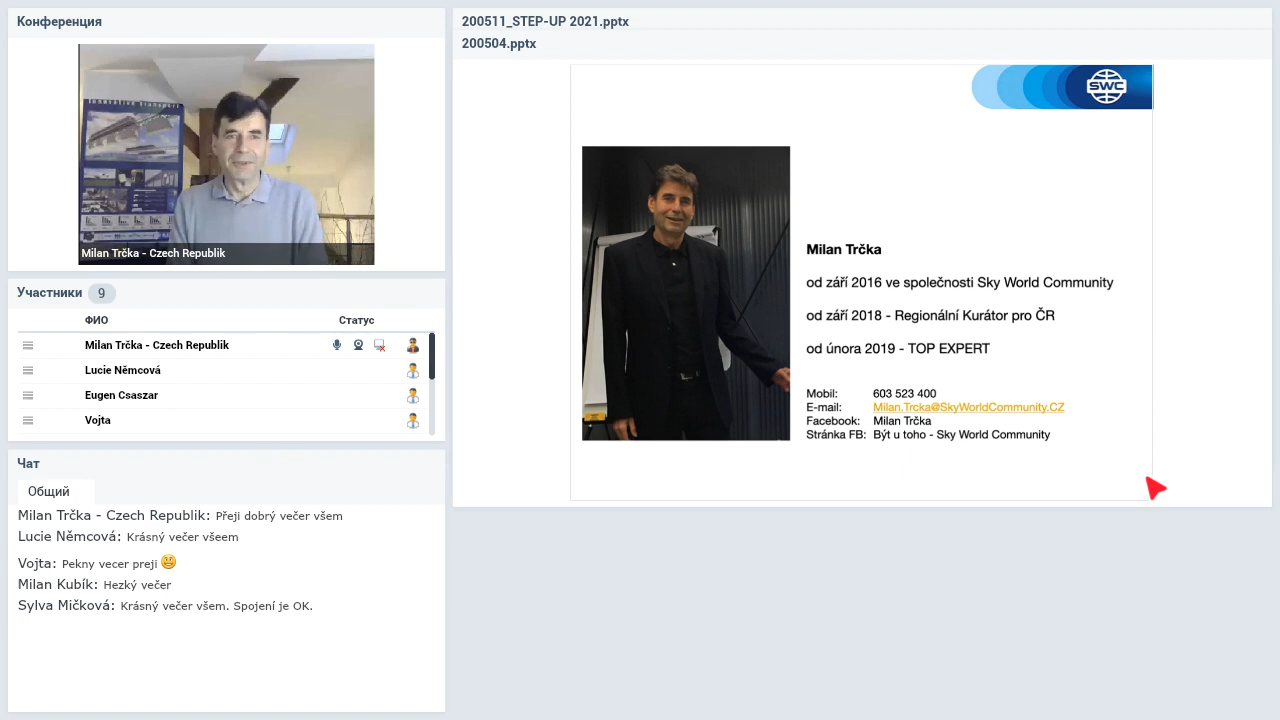 Конференция
Innovative transport
Milan Trčka - Czech Republik
Участники 9
ФИО Статус
Milan Trčka - Czech Republik
Lucie Němcová
Eugen Csaszar
Vojta
Чат
Общий
Milan Trčka - Czech Republik: Přeji dobrý večer všem
Lucie Němcová: Krásný večer všeem
Vojta: Pekny vecer preji
Milan Kubík: Hezký večer
Sylva Mičková: Krásný večer všem. Spojení je OK.
200511_STEP-UP 2021.pptx
200504.pptx
SWC
Milan Trčka
od září 2016 ve společnosti Sky World Community
od září 2018 - Regionální Kurátor pro ČR
od února 2019 - TOP EXPERT
Mobil: 603 523 400
E-mail: Milan.Trcka@SkyWorldCommunity.CZ
Facebook: Milan Trčka
Stránka FB: Být u toho - Sky World Community